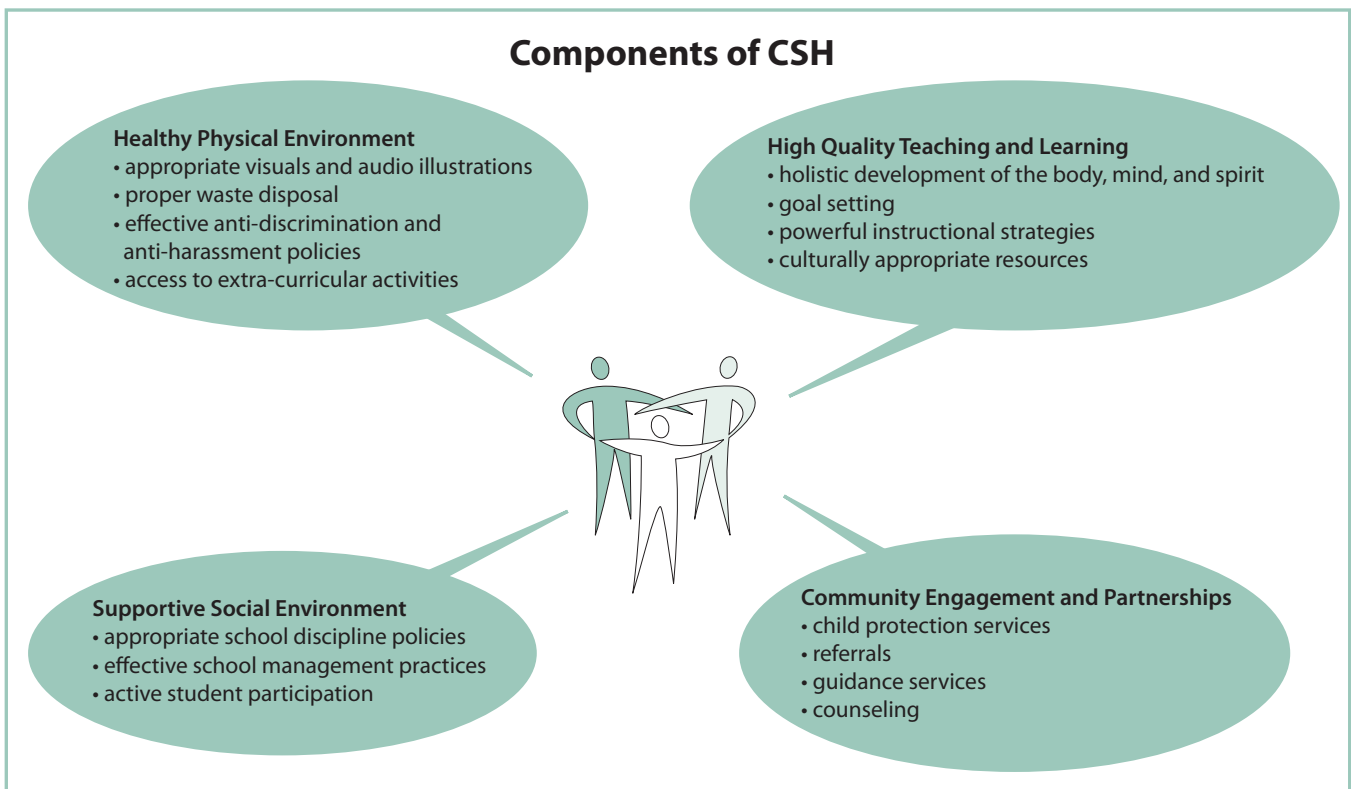 Components of CSH
Healthy Physical Environment
• appropriate visuals and audio illustrations
• proper waste disposal
• effective anti-discrimination and
anti-harassment policies
• access to extra-curricular activities
High Quality Teaching and Learning
• holistic development of the body, mind, and spirit
• goal setting
• powerful instructional strategies
• culturally appropriate resources
Supportive Social Environment
• appropriate school discipline policies
• effective school management practices
• active student participation
Community Engagement and Partnerships
• child protection services
• referrals
• guidance services
• counseling